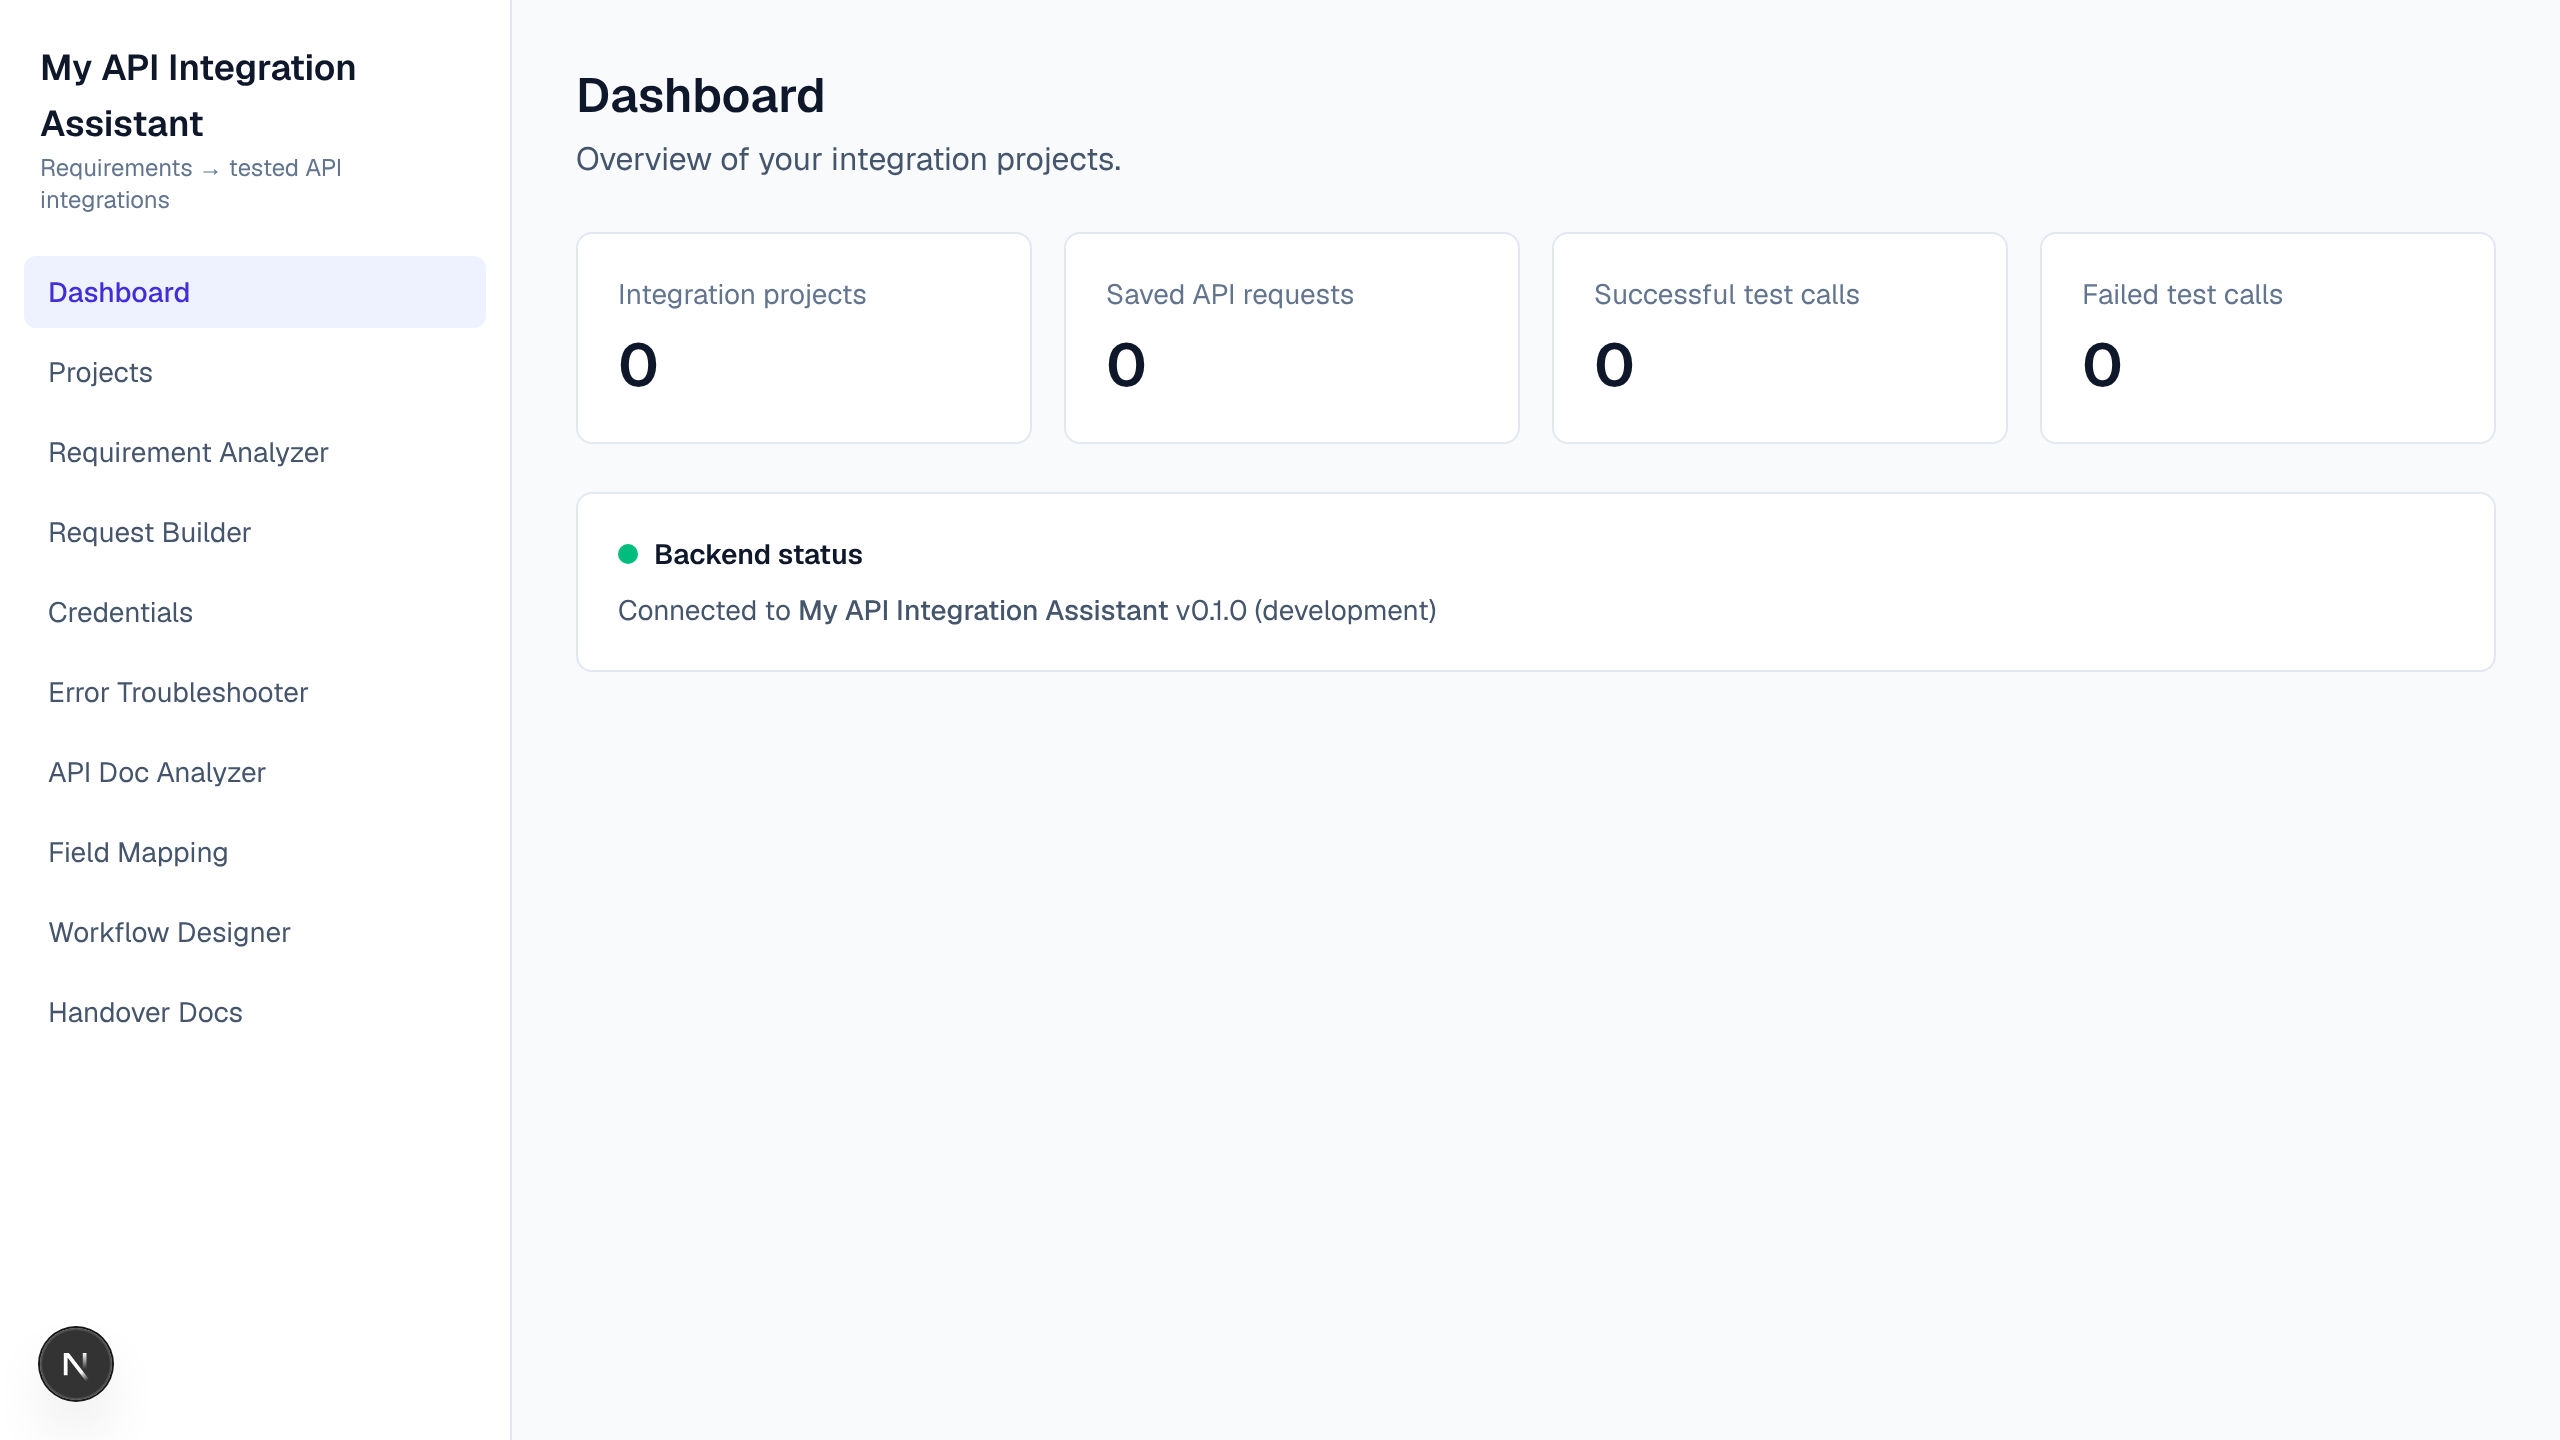 My API Integration
Assistant
Requirements → tested API
integrations
Dashboard
Projects
Requirement Analyzer
Request Builder
Credentials
Error Troubleshooter
API Doc Analyzer
Field Mapping
Workflow Designer
Handover Docs
N
Dashboard
Overview of your integration projects.
Integration projects
0
Saved API requests
0
Successful test calls
0
Failed test calls
0
Backend status
Connected to My API Integration Assistant v0.1.0 (development)